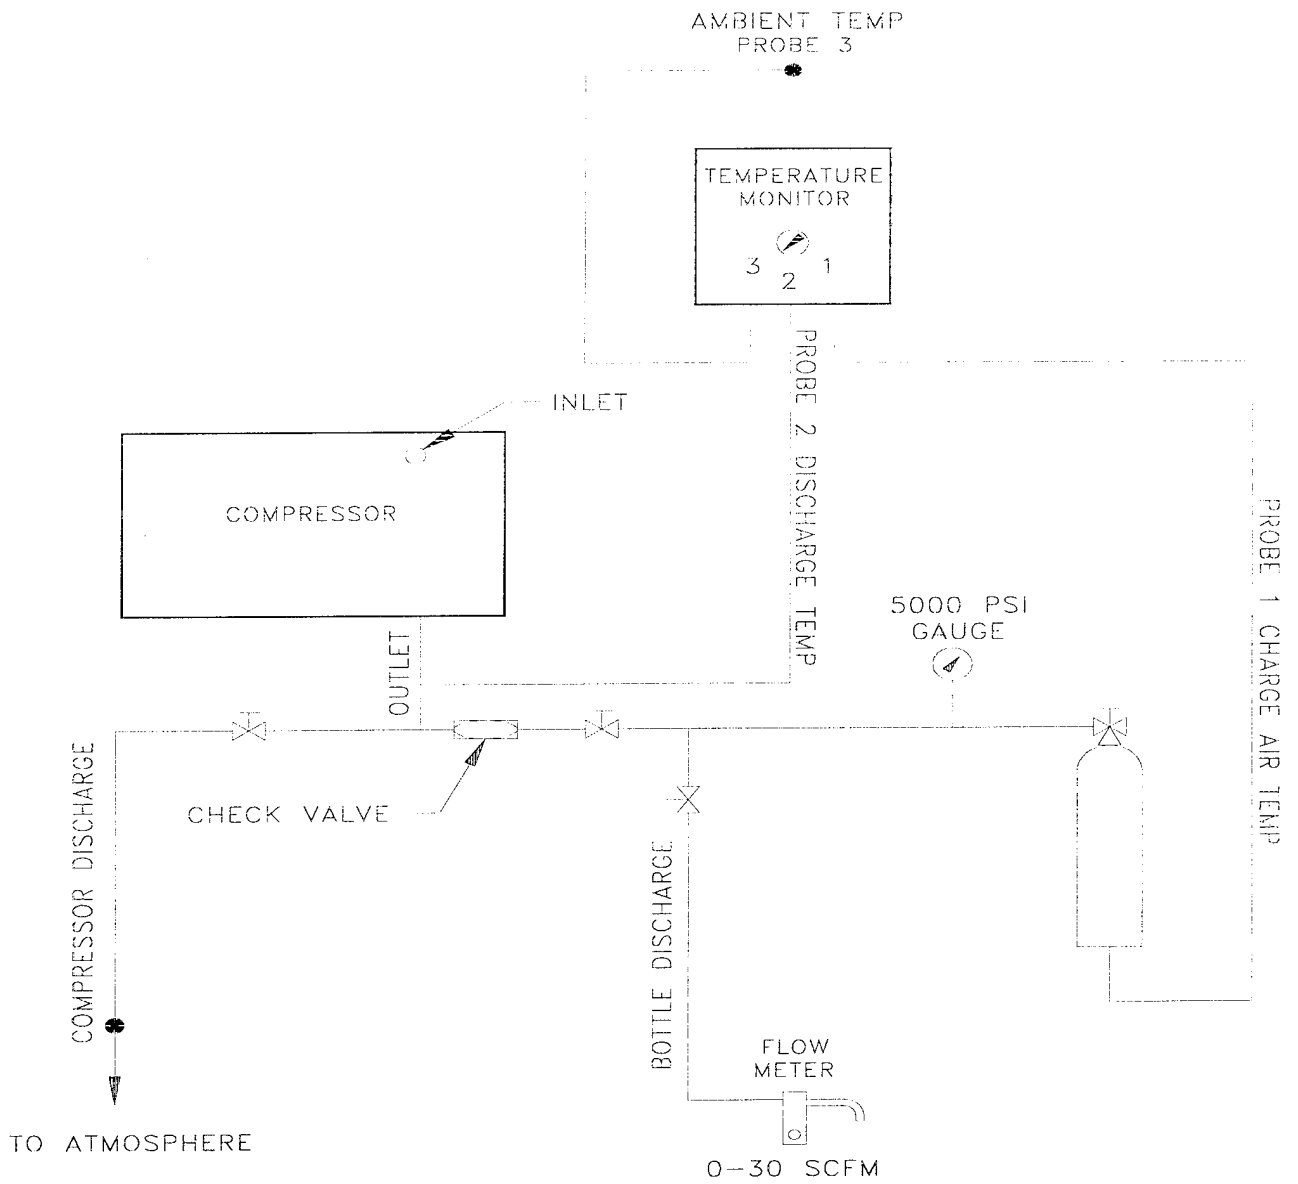 AMBIENT TEMP
PROBE 3
TEMPERATURE
MONITOR
3 2 1
PROBE 2 DISCHARGE TEMP
INLET
COMPRESSOR
OUTLET
5000 PSI
GAUGE
PROBE 1 CHARGE AIR TEMP
CHECK VALVE
COMPRESSOR DISCHARGE
BOTTLE DISCHARGE
FLOW
METER
TO ATMOSPHERE
0-30 SCFM